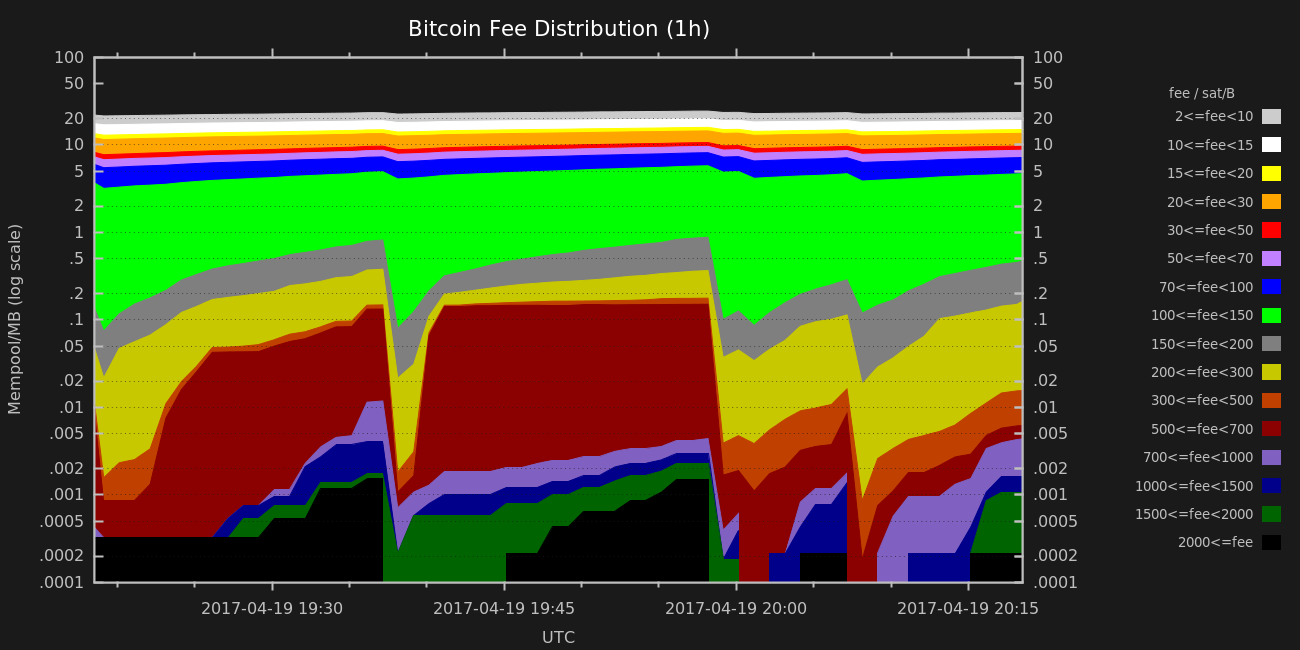 Bitcoin Fee Distribution (1h)
100
50
20
10
5
2
1
.5
.2
.1
.05
.02
.01
.005
.002
.001
.0005
.0002
.0001
Mempool/MB (log scale)
100
50
20
10
5
2
1
.5
.2
.1
.05
.02
.01
.005
.002
.001
.0005
.0002
.0001
2017-04-19 19:30
2017-04-19 19:45
2017-04-19 20:00
2017-04-19 20:15
UTC
fee / sat/B
2<=fee<10
10<=fee<15
15<=fee<20
20<=fee<30
30<=fee<50
50<=fee<70
70<=fee<100
100<=fee<150
150<=fee<200
200<=fee<300
300<=fee<500
500<=fee<700
700<=fee<1000
1000<=fee<1500
1500<=fee<2000
2000<=fee